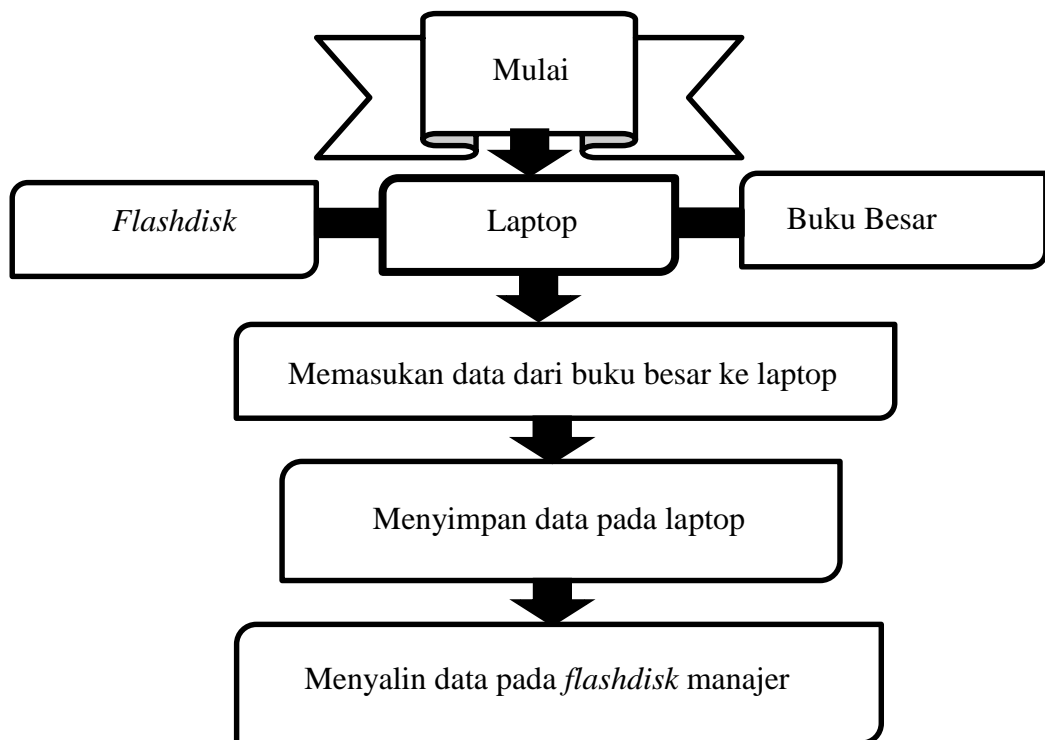 Mulai
Flashdisk
Laptop
Buku Besar
Memasukan data dari buku besar ke laptop
Menyimpan data pada laptop
Menyalin data pada flashdisk manajer